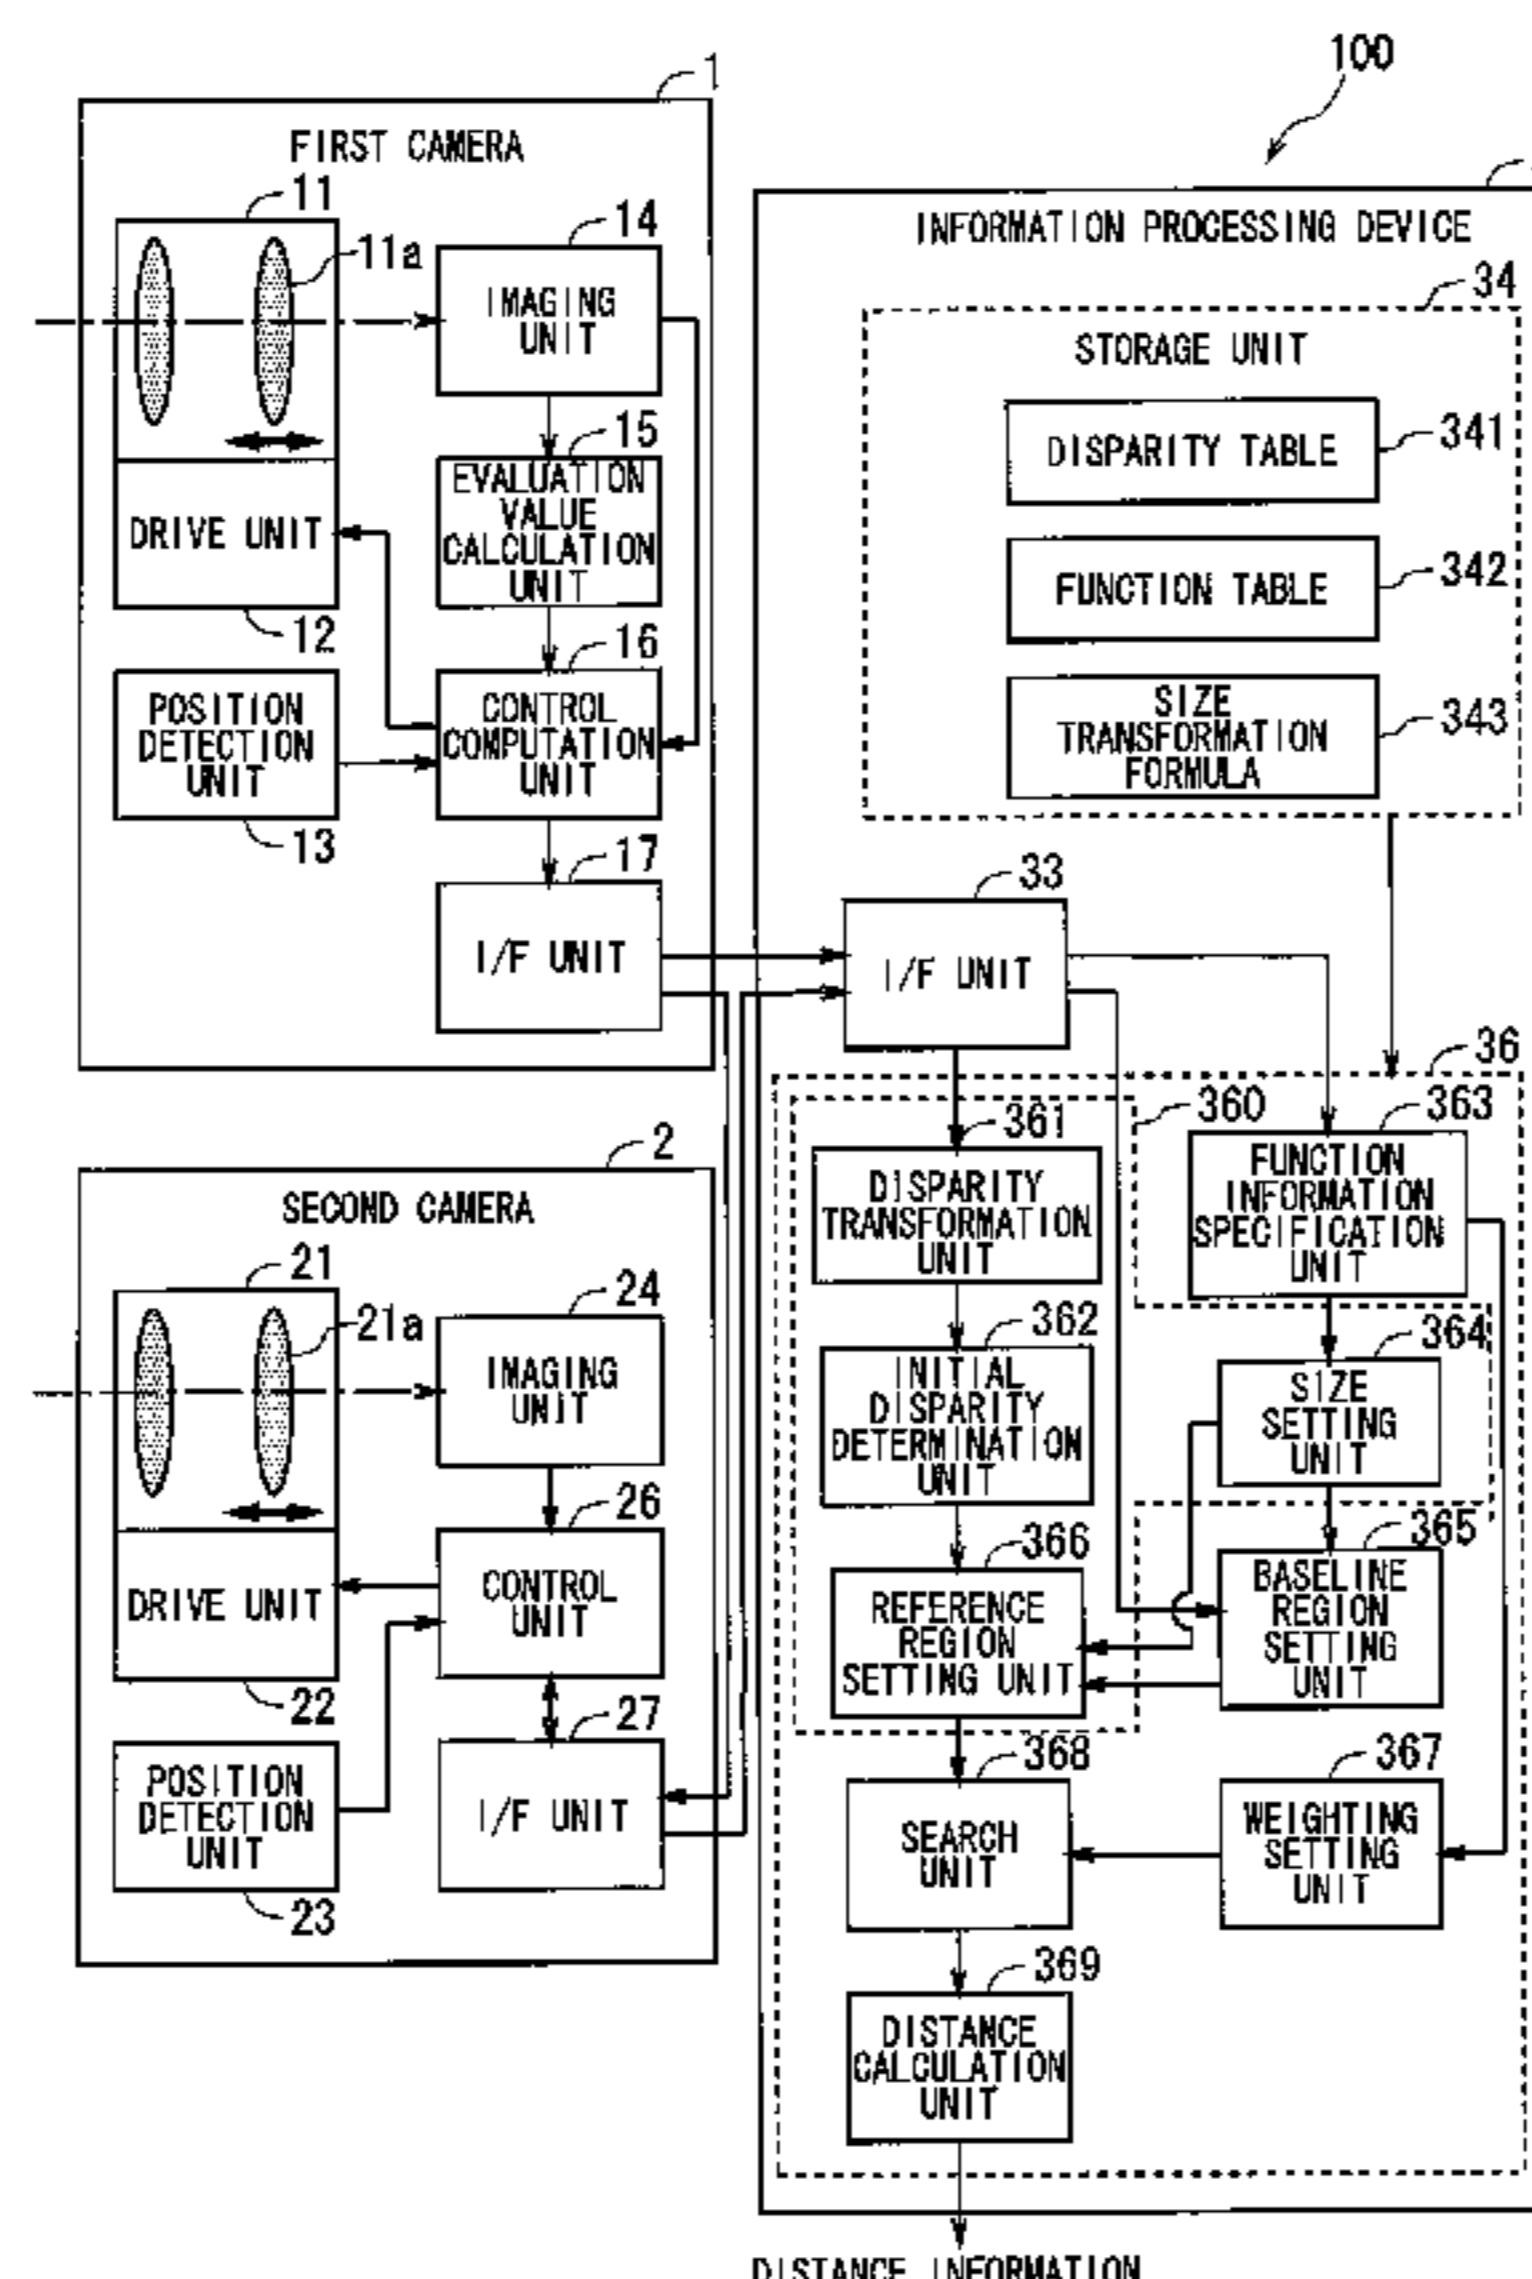 100
1
FIRST CAMERA
11
11a
14
IMAGING
UNIT
15
EVALUATION
VALUE
CALCULATION
UNIT
DRIVE UNIT
12
16
CONTROL
COMPUTATION
UNIT
POSITION
DETECTION
UNIT
13
17
I/F UNIT
2
SECOND CAMERA
21
21a
24
IMAGING
UNIT
26
CONTROL
UNIT
DRIVE UNIT
22
27
I/F UNIT
POSITION
DETECTION
UNIT
23
INFORMATION PROCESSING DEVICE
34
STORAGE UNIT
DISPARITY TABLE
341
FUNCTION TABLE
342
SIZE
TRANSFORMATION
FORMULA
343
33
I/F UNIT
36
360
361
DISPARITY
TRANSFORMATION
UNIT
363
FUNCTION
INFORMATION
SPECIFICATION
UNIT
362
INITIAL
DISPARITY
DETERMINATION
UNIT
364
SIZE
SETTING
UNIT
366
REFERENCE
REGION
SETTING UNIT
365
BASELINE
REGION
SETTING
UNIT
368
SEARCH
UNIT
367
WEIGHTING
SETTING
UNIT
369
DISTANCE
CALCULATION
UNIT
DISTANCE INFORMATION